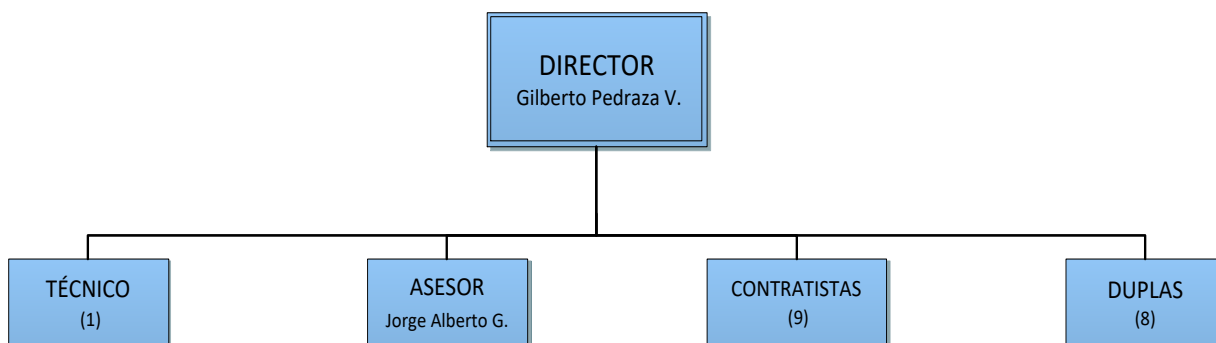 DIRECTOR
Gilberto Pedraza V.
TÉCNICO
(1)
ASESOR
Jorge Alberto G.
CONTRATISTAS
(9)
DUPLAS
(8)